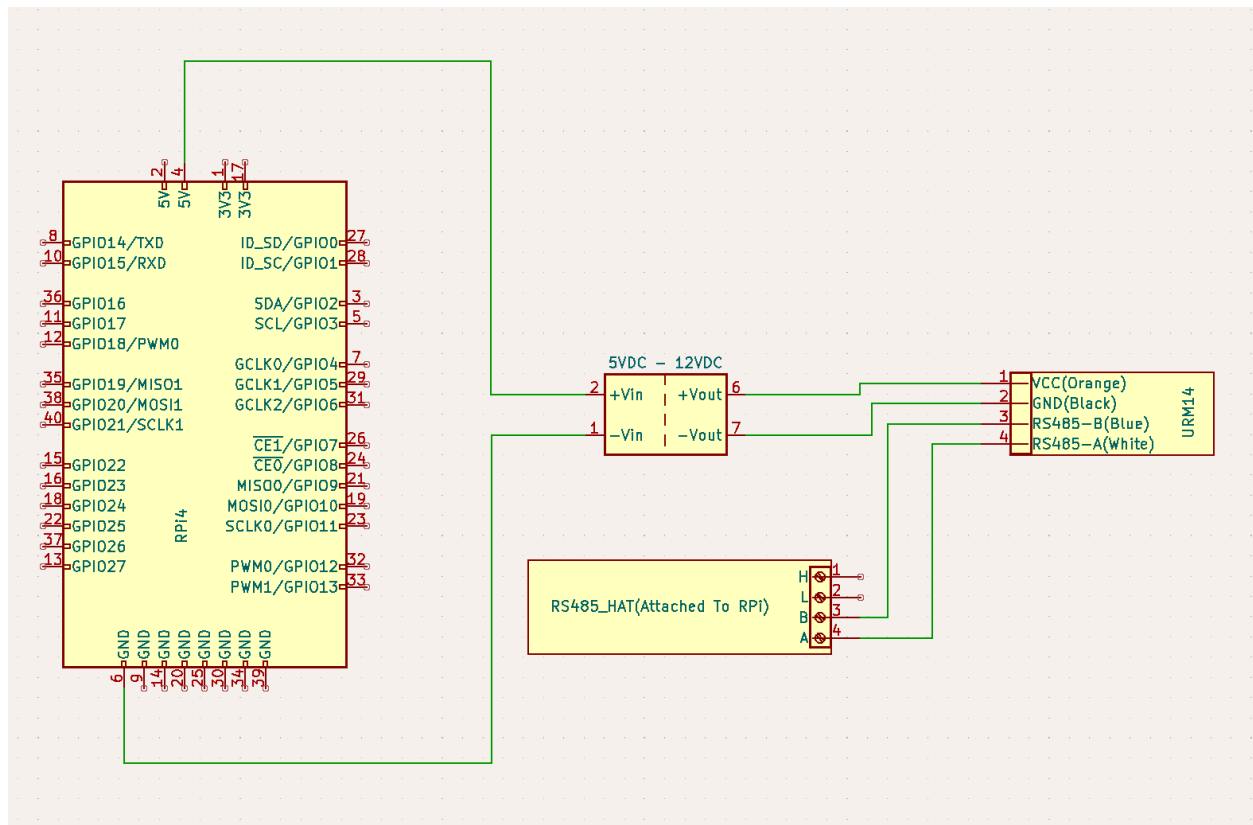 2 4 1 17
5V 5V 3V3 3V3
8 GPIO14/TXD ID_SD/GPIO0 27
10 GPIO15/RXD ID_SC/GPIO1 28
36 GPIO16 SDA/GPIO2 3
11 GPIO17 SCL/GPIO3 5
12 GPIO18/PWM0
GCLK0/GPIO4 7
35 GPIO19/MISO1 GCLK1/GPIO5 29
38 GPIO20/MOSI1 GCLK2/GPIO6 31
40 GPIO21/SCLK1
CE1/GPIO7 26
15 GPIO22 CE0/GPIO8 24
16 GPIO23 MISO0/GPIO9 21
18 GPIO24 MOSI0/GPIO10 19
22 GPIO25 SCLK0/GPIO11 23
37 GPIO26
13 GPIO27 PWM0/GPIO12 32
PWM1/GPIO13 33
RPi4
GND GND GND GND GND GND GND GND
6 9 14 20 25 30 34 39
5VDC - 12VDC
2 +Vin +Vout 6
1 -Vin -Vout 7
1 VCC(Orange)
2 GND(Black)
3 RS485-B(Blue)
4 RS485-A(White)
URM14
RS485_HAT(Attached To RPi)
H 1
L 2
B 3
A 4